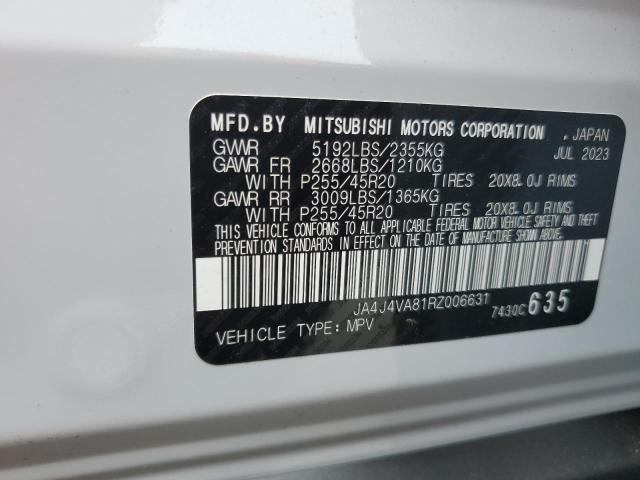 MFD.BY MITSUBISHI MOTORS CORPORATION , JAPAN
GVWR 5192LBS/2355KG JUL 2023
GAWR FR 2668LBS/1210KG
WITH P255/45R20 TIRES 20X8.0J RIMS
GAWR RR 3009LBS/1365KG
WITH P255/45R20 TIRES 20X8.0J RIMS
THIS VEHICLE CONFORMS TO ALL APPLICABLE FEDERAL MOTOR VEHICLE SAFETY AND THEFT
PREVENTION STANDARDS IN EFFECT ON THE DATE OF MANUFACTURE SHOWN ABOVE.
JA4J4VA81RZ006631
VEHICLE TYPE: MPV 7430C 635